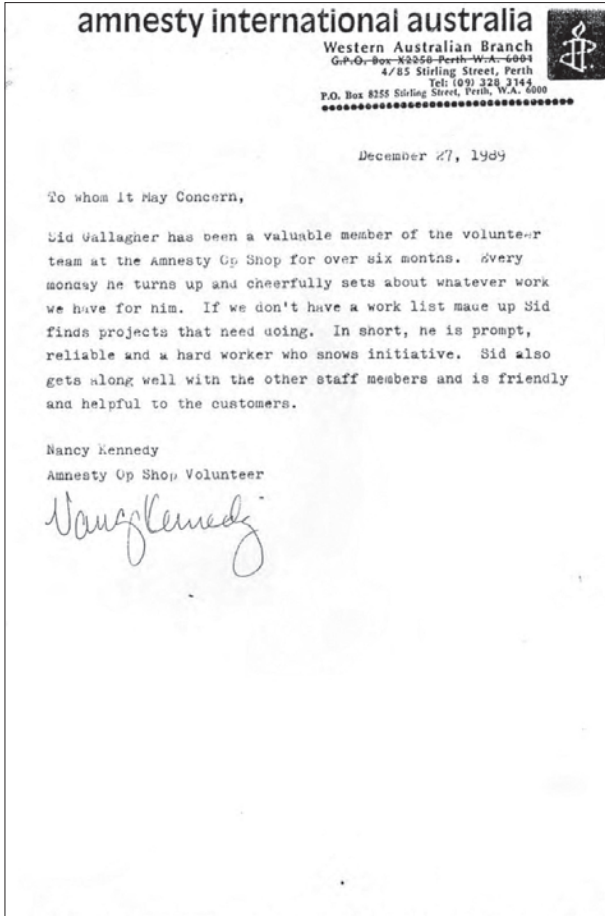 amnesty international australia
Western Australian Branch
G.P.O. Box X2258 Perth W.A. 6001
4/85 Stirling Street, Perth
Tel: (09) 328 3144
P.O. Box 8255 Stirling Street, Perth, W.A. 6000
December 27, 1989
To whom It May Concern,
Sid Gallagher has been a valuable member of the volunteer
team at the Amnesty Op Shop for over six months. Every
monday he turns up and cheerfully sets about whatever work
we have for him. If we don't have a work list made up Sid
finds projects that need doing. In short, he is prompt,
reliable and a hard worker who shows initiative. Sid also
gets along well with the other staff members and is friendly
and helpful to the customers.
Nancy Kennedy
Amnesty Op Shop Volunteer
Nancy Kennedy